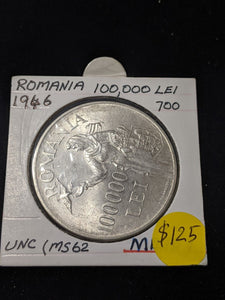 ROMANIA 100,000 LEI
1946 700
ROMANIA
100000
LEI
UNC (MS62
$125